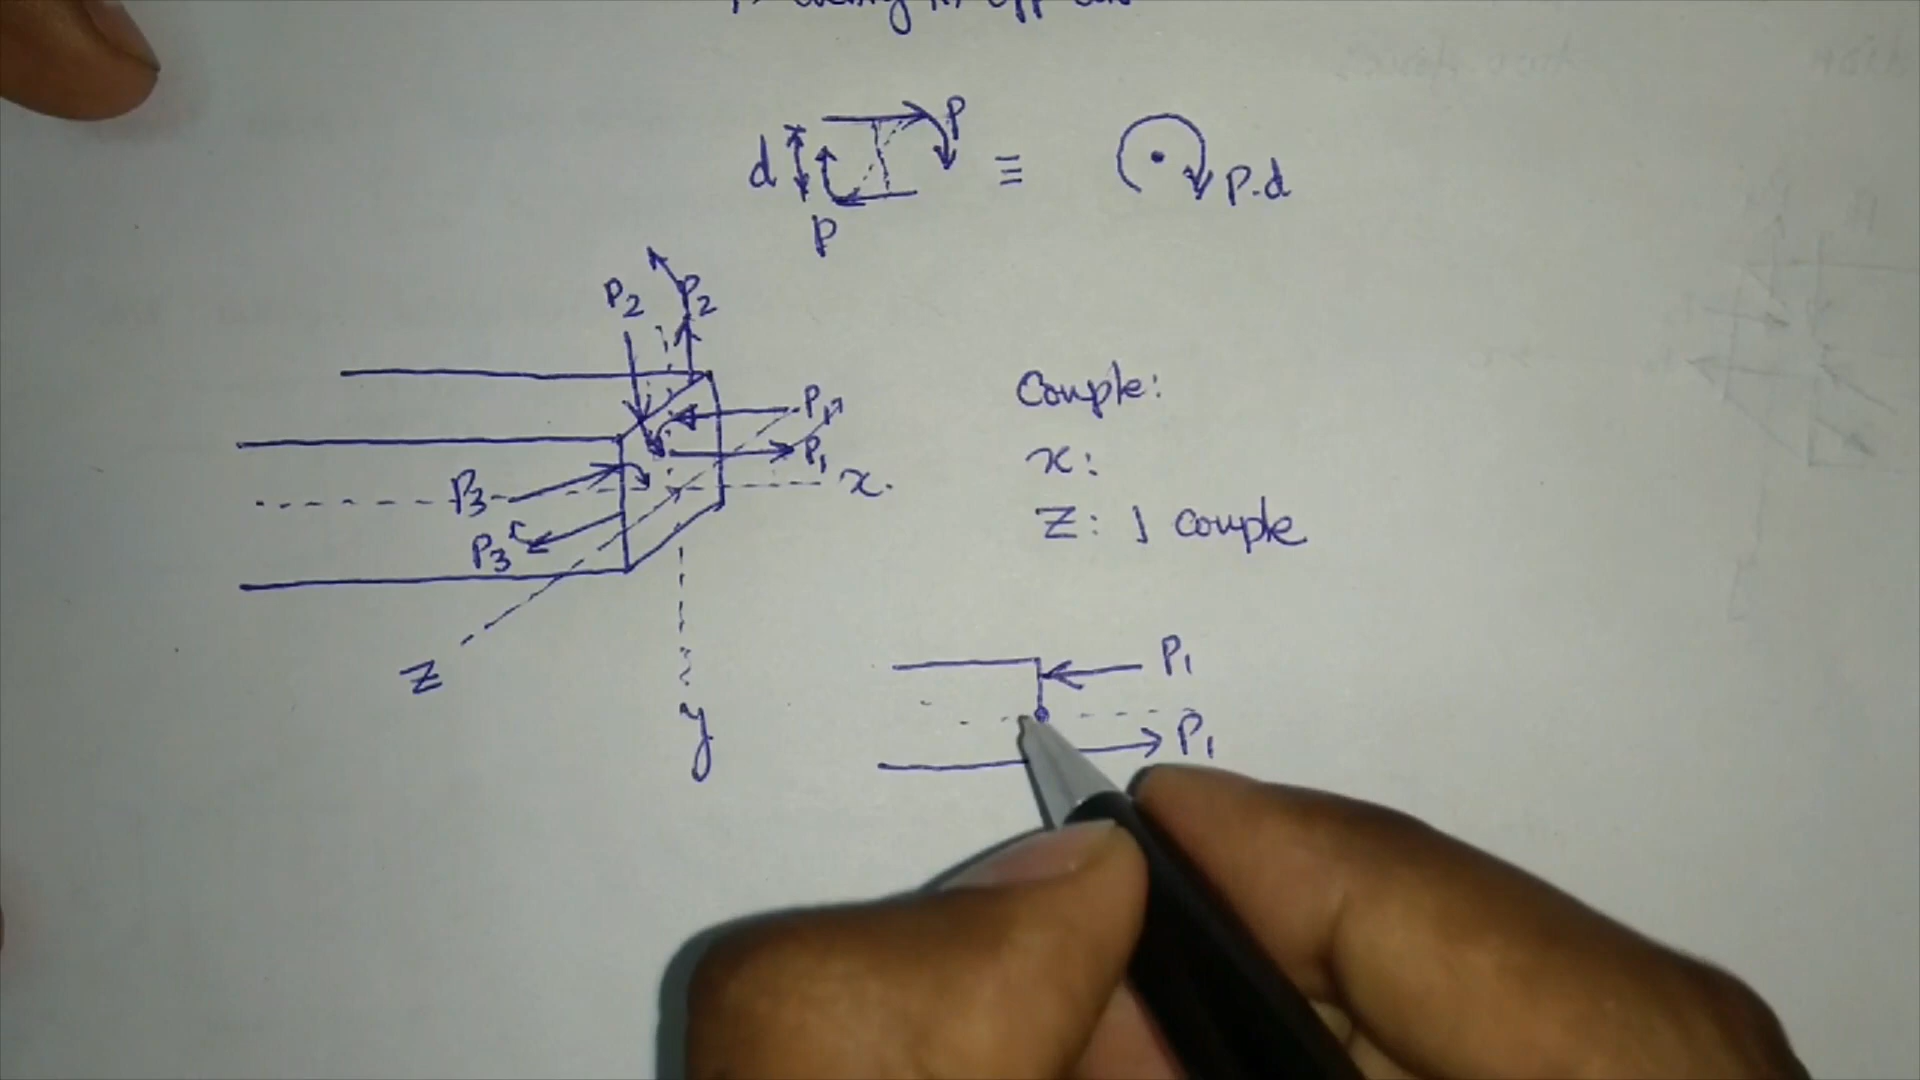 d P ≡ P.d
P
P2 P2
P1
P1
P3 x.
P3
z
y
Couple:
x:
Z: 1 couple
P1
P1